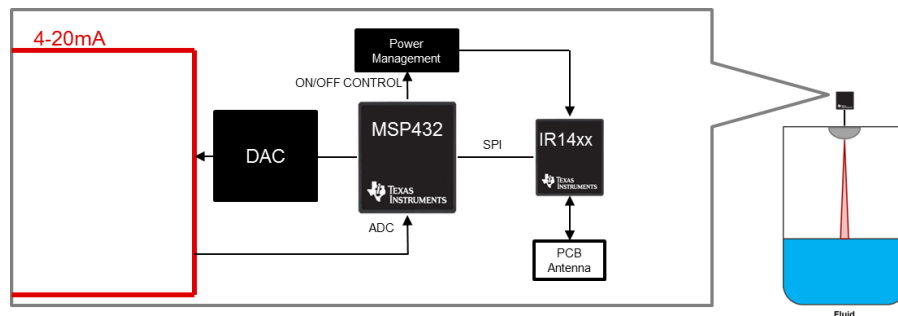 4-20mA
Power
Management
ON/OFF CONTROL
MSP432
DAC
SPI
IR14xx
TEXAS
INSTRUMENTS
TEXAS
INSTRUMENTS
ADC
PCB
Antenna
Fluid